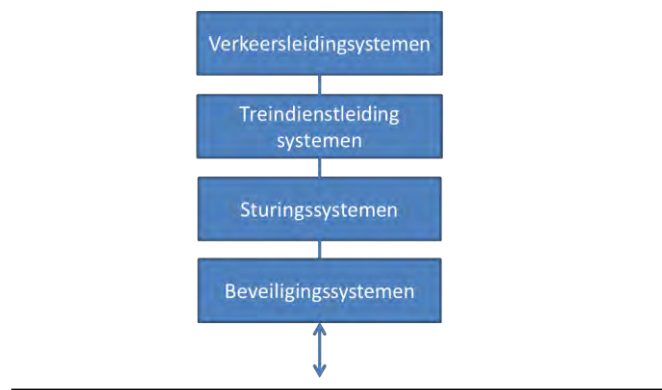 Verkeersleidingsystemen
Treindienstleiding
systemen
Sturingssystemen
Beveiligingssystemen